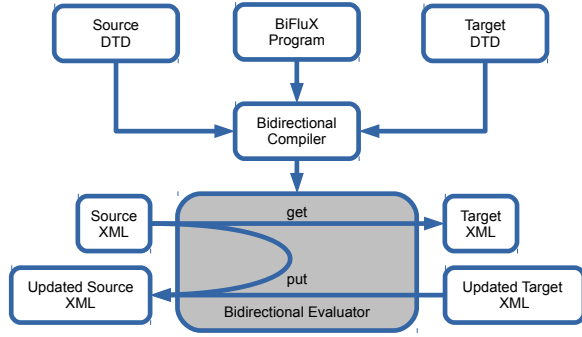 Source
DTD
BiFluX
Program
Target
DTD
Bidirectional
Compiler
Source
XML
get
Target
XML
Updated Source
XML
put
Updated Target
XML
Bidirectional Evaluator